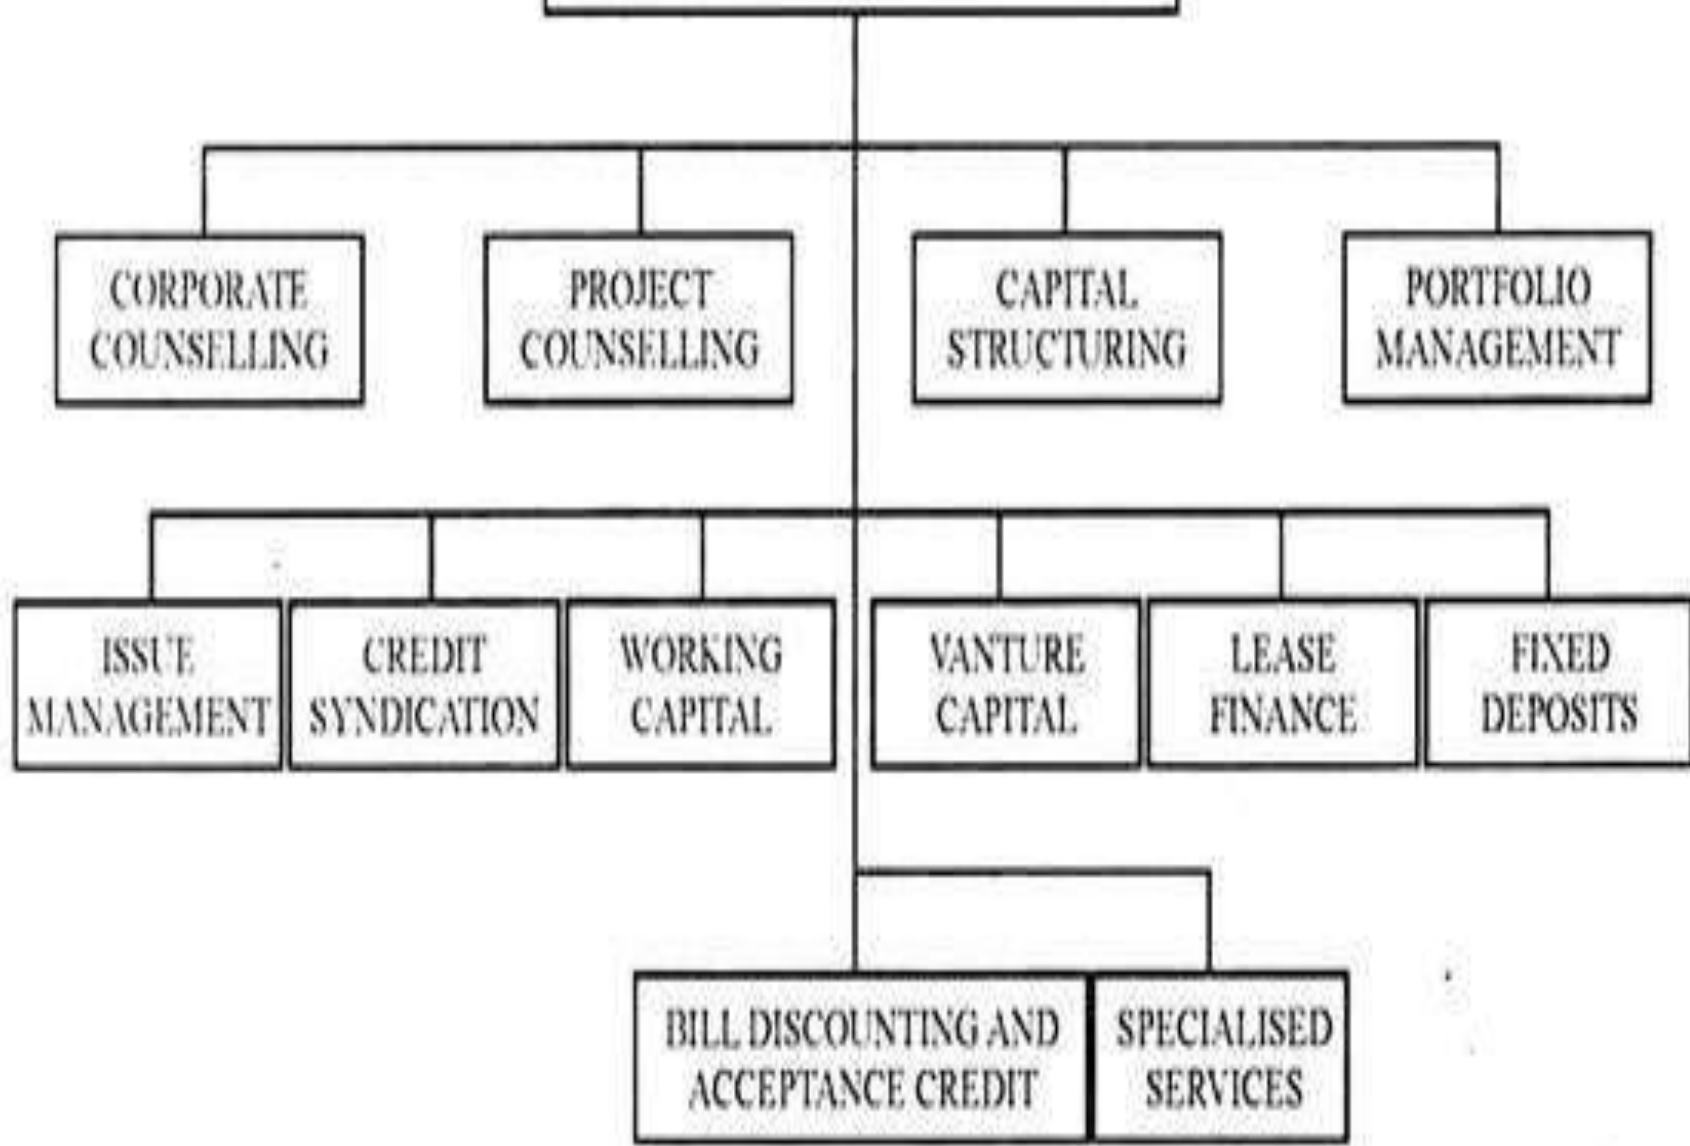 CORPORATE
COUNSELLING
PROJECT
COUNSELLING
CAPITAL
STRUCTURING
PORTFOLIO
MANAGEMENT
ISSUE
MANAGEMENT
CREDIT
SYNDICATION
WORKING
CAPITAL
VANTURE
CAPITAL
LEASE
FINANCE
FIXED
DEPOSITS
BILL DISCOUNTING AND
ACCEPTANCE CREDIT
SPECIALISED
SERVICES